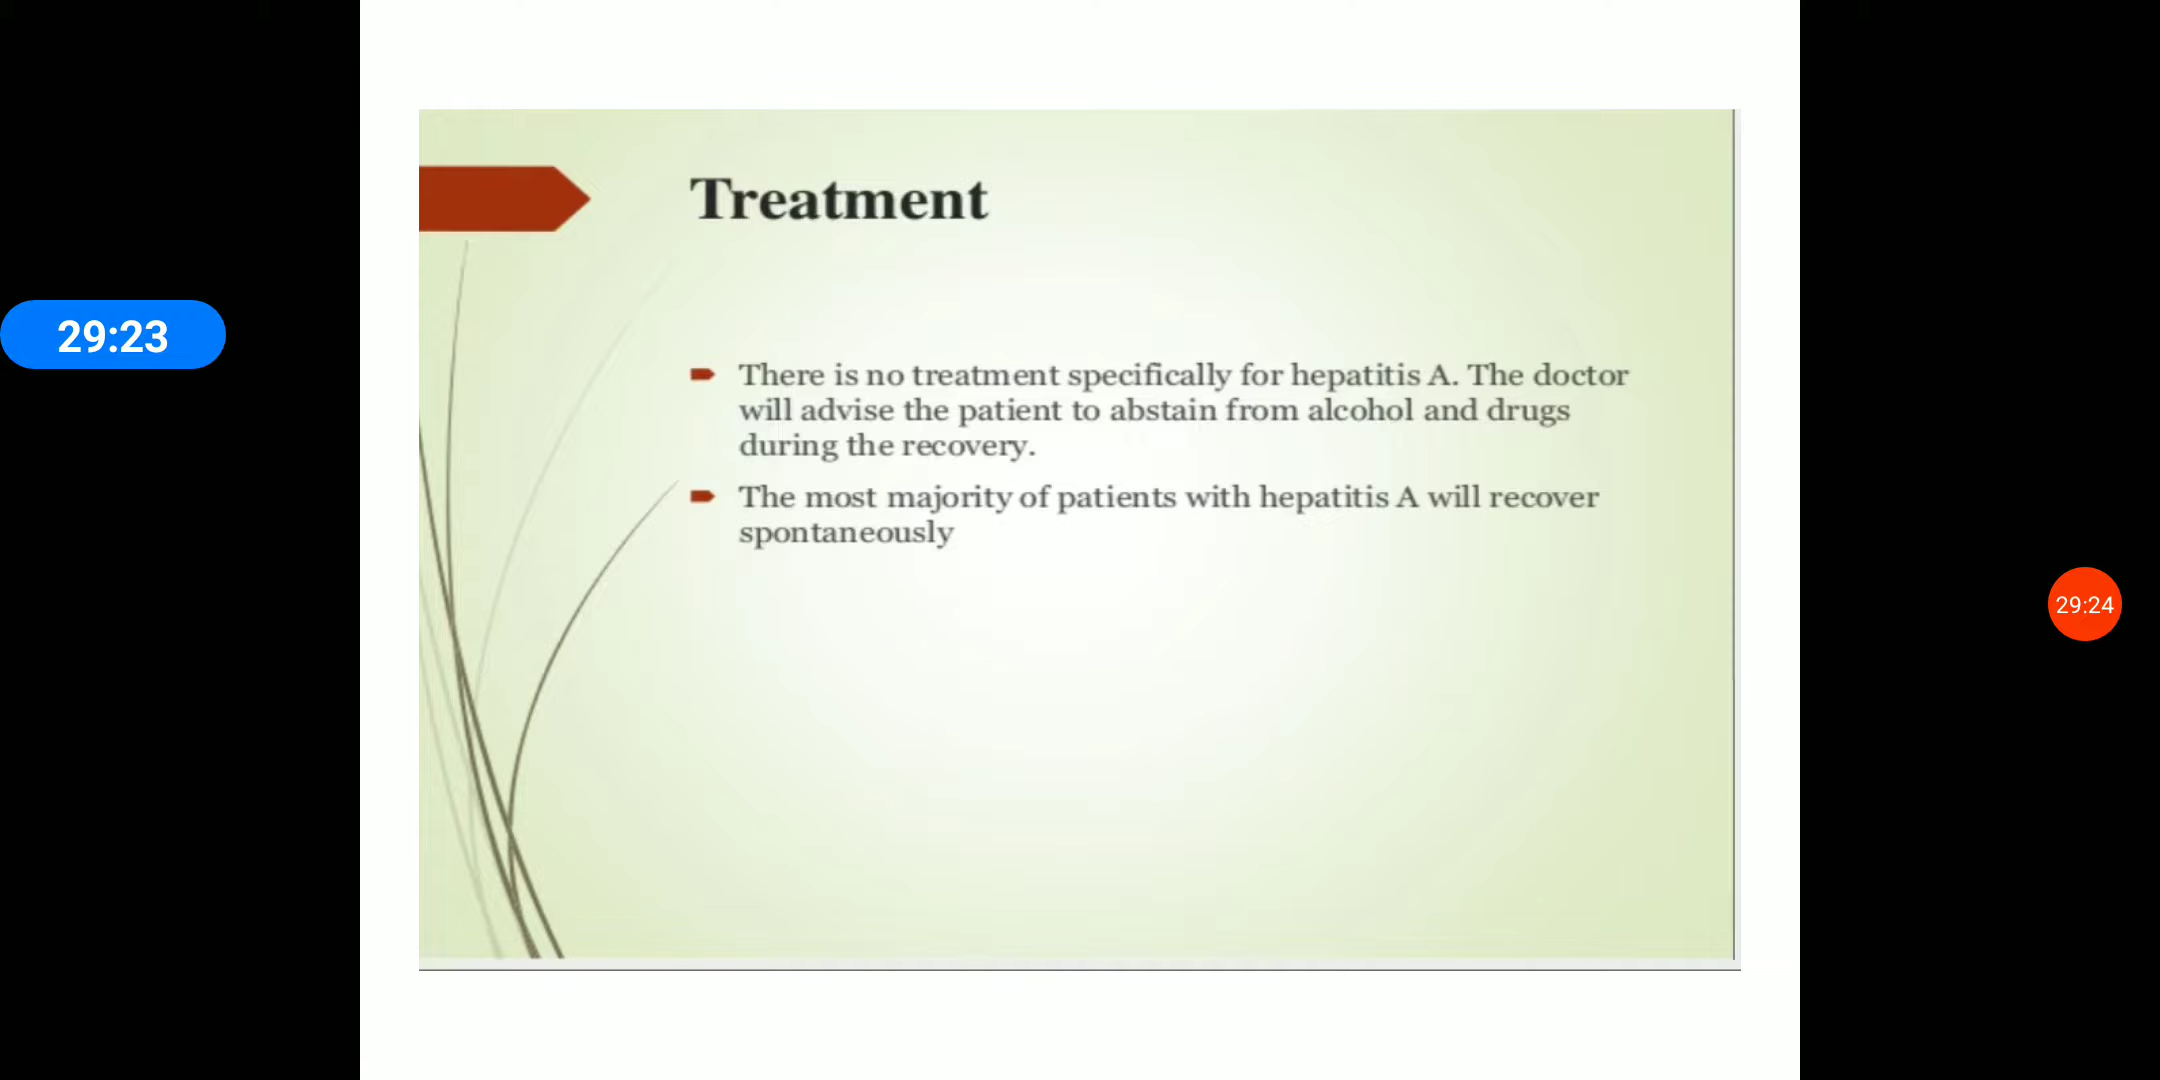 Treatment
29:23
There is no treatment specifically for hepatitis A. The doctor
will advise the patient to abstain from alcohol and drugs
during the recovery.
The most majority of patients with hepatitis A will recover
spontaneously
29:24